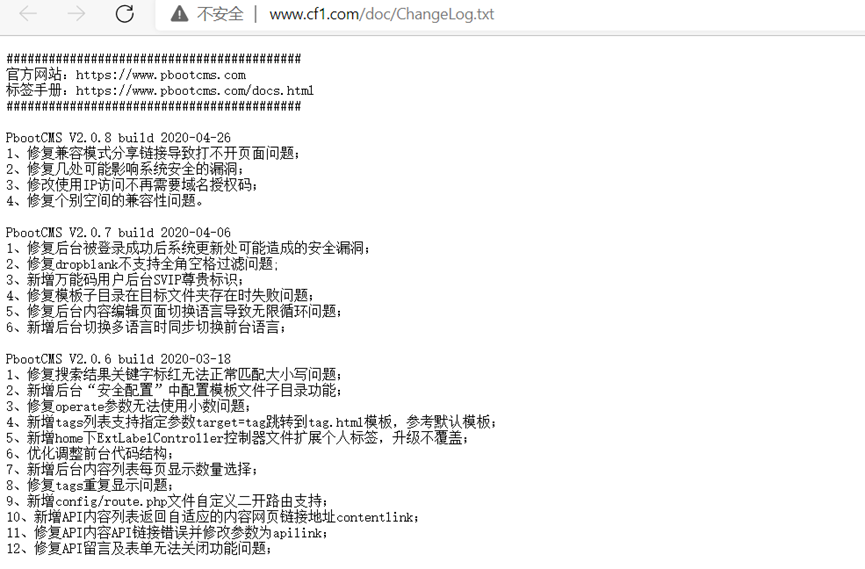 不安全 | www.cf1.com/doc/ChangeLog.txt
##########################################
官方网站：https://www.pbootcms.com
标签手册：https://www.pbootcms.com/docs.html
##########################################
PbootCMS V2.0.8 build 2020-04-26
1、修复兼容模式分享链接导致打不开页面问题；
2、修复几处可能影响系统安全的漏洞；
3、修改使用IP访问不再需要域名授权码；
4、修复个别空间的兼容性问题。
PbootCMS V2.0.7 build 2020-04-06
1、修复后台被登录成功后系统更新处可能造成的安全漏洞；
2、修复dropblank不支持全角空格过滤问题；
3、新增万能码用户后台SVIP尊贵标识；
4、修复模板子目录在目标文件夹存在时失败问题；
5、修复后台内容编辑页面切换语言导致无限循环问题；
6、新增后台切换多语言时同步切换前台语言；
PbootCMS V2.0.6 build 2020-03-18
1、修复搜索结果关键字标红无法正常匹配大小写问题；
2、新增后台“安全配置”中配置模板文件子目录功能；
3、修复operate参数无法使用小数问题；
4、新增tags列表支持指定参数target=tag跳转到tag.html模板，参考默认模板；
5、新增home下ExtLabelController控制器文件扩展个人标签，升级不覆盖；
6、优化调整前台代码结构；
7、新增后台内容列表每页显示数量选择；
8、修复tags重复显示问题；
9、新增config/route.php文件自定义二开路由支持；
10、新增API内容列表返回自适应的内容网页链接地址contentlink；
11、修复API内容API链接错误并修改参数为apilink；
12、修复API留言及表单无法关闭功能问题；